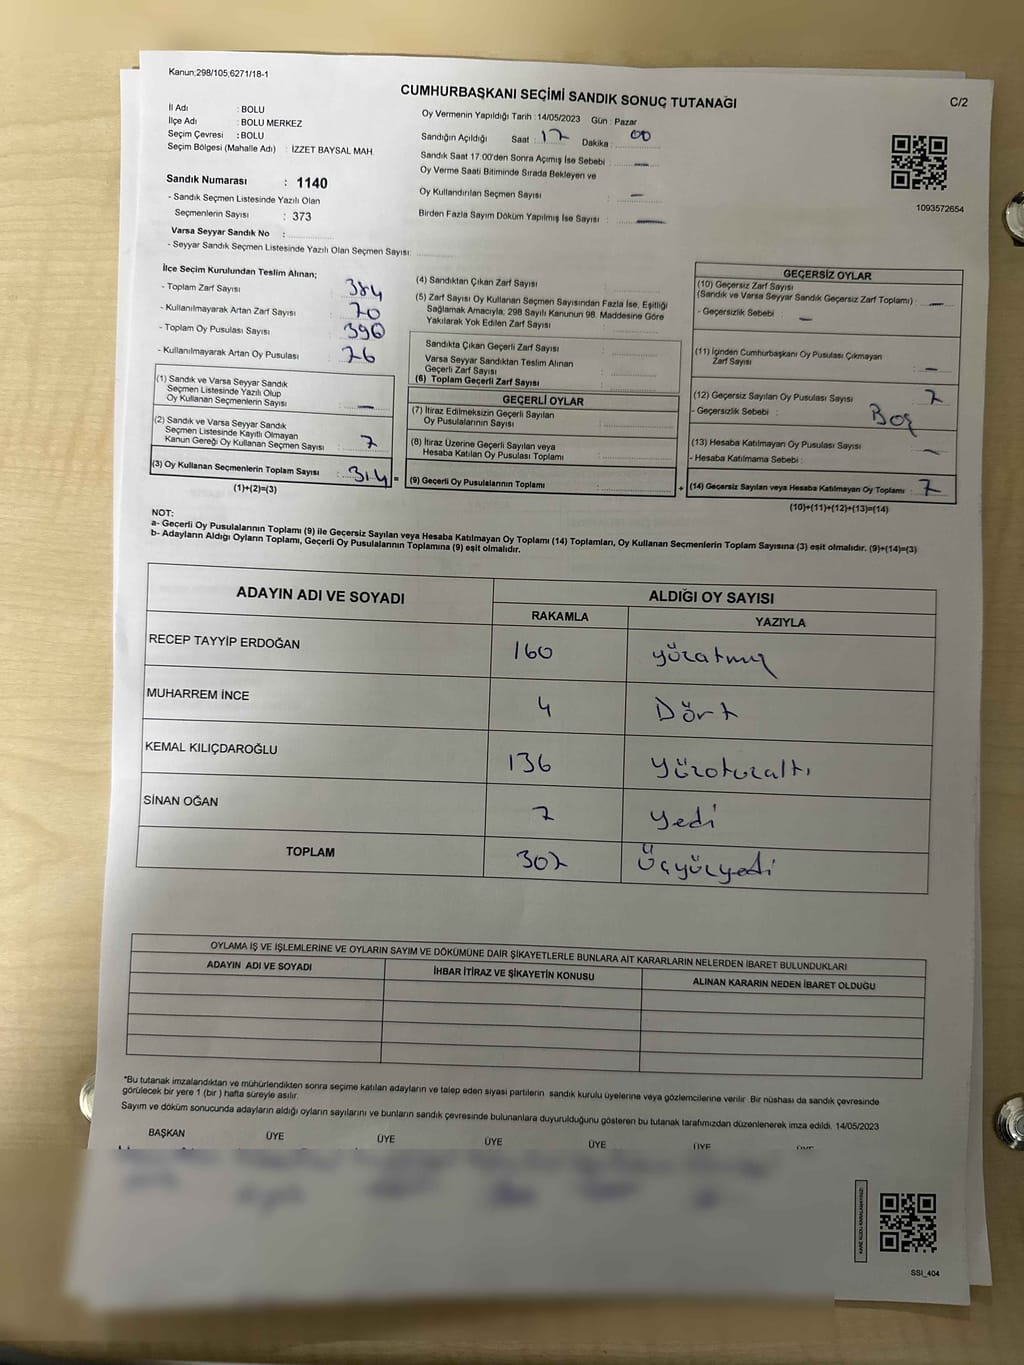 Kanun;298/105,6271/18-1
CUMHURBAŞKANI SEÇİMİ SANDIK SONUÇ TUTANAĞI
C/2
İl Adı : BOLU
İlçe Adı : BOLU MERKEZ
Seçim Çevresi : BOLU
Seçim Bölgesi (Mahalle Adı) : İZZET BAYSAL MAH.
Sandık Numarası : 1140
- Sandık Seçmen Listesinde Yazılı Olan
Seçmenlerin Sayısı : 373
Varsa Seyyar Sandık No :
- Seyyar Sandık Seçmen Listesinde Yazılı Olan Seçmen Sayısı:
Oy Vermenin Yapıldığı Tarih : 14/05/2023 Gün : Pazar
Sandığın Açıldığı Saat : 17 Dakika : 00
Sandık Saat 17:00'den Sonra Açımış İse Sebebi : —
Oy Verme Saati Bitiminde Sırada Bekleyen ve
Oy Kullandırılan Seçmen Sayısı : —
Birden Fazla Sayım Döküm Yapılmış İse Sayısı : —
1093572654
İlçe Seçim Kurulundan Teslim Alınan;
- Toplam Zarf Sayısı : 384
- Kullanılmayarak Artan Zarf Sayısı : 70
- Toplam Oy Pusulası Sayısı : 390
- Kullanılmayarak Artan Oy Pusulası : 76
(1) Sandık ve Varsa Seyyar Sandık
Seçmen Listesinde Yazılı Olup
Oy Kullanan Seçmenlerin Sayısı : —
(2) Sandık ve Varsa Seyyar Sandık
Seçmen Listesinde Kayıtlı Olmayan
Kanun Gereği Oy Kullanan Seçmen Sayısı : 7
(3) Oy Kullanan Seçmenlerin Toplam Sayısı : 314 =
(1)+(2)=(3)
(4) Sandıktan Çıkan Zarf Sayısı :
(5) Zarf Sayısı Oy Kullanan Seçmen Sayısından Fazla İse, Eşitliği
Sağlamak Amacıyla; 298 Sayılı Kanunun 98. Maddesine Göre
Yakılarak Yok Edilen Zarf Sayısı :
Sandıkta Çıkan Geçerli Zarf Sayısı :
Varsa Seyyar Sandıktan Teslim Alınan
Geçerli Zarf Sayısı :
(6) Toplam Geçerli Zarf Sayısı :
GEÇERLİ OYLAR
(7) İtiraz Edilmeksizin Geçerli Sayılan
Oy Pusulalarının Sayısı :
(8) İtiraz Üzerine Geçerli Sayılan veya
Hesaba Katılan Oy Pusulası Toplamı :
(9) Geçerli Oy Pusulalarının Toplamı : +
GEÇERSİZ OYLAR
(10) Geçersiz Zarf Sayısı
(Sandık ve Varsa Seyyar Sandık Geçersiz Zarf Toplamı) : —
- Geçersizlik Sebebi : —
(11) İçinden Cumhurbaşkanı Oy Pusulası Çıkmayan
Zarf Sayısı : —
(12) Geçersiz Sayılan Oy Pusulası Sayısı : 7
- Geçersizlik Sebebi : Boş
(13) Hesaba Katılmayan Oy Pusulası Sayısı : —
- Hesaba Katılmama Sebebi :
(14) Geçersiz Sayılan veya Hesaba Katılmayan Oy Toplamı : 7
(10)+(11)+(12)+(13)=(14)
NOT:
a- Geçerli Oy Pusulalarının Toplamı (9) ile Geçersiz Sayılan veya Hesaba Katılmayan Oy Toplamı (14) Toplamları, Oy Kullanan Seçmenlerin Toplam Sayısına (3) eşit olmalıdır. (9)+(14)=(3)
b- Adayların Aldığı Oyların Toplamı, Geçerli Oy Pusulalarının Toplamına (9) eşit olmalıdır.
ADAYIN ADI VE SOYADI ALDIĞI OY SAYISI
RAKAMLA YAZIYLA
RECEP TAYYİP ERDOĞAN 160 yüzatmış
MUHARREM İNCE 4 Dört
KEMAL KILIÇDAROĞLU 136 yüzotuzaltı
SİNAN OĞAN 7 yedi
TOPLAM 307 Üçyüzyedi
OYLAMA İŞ VE İŞLEMLERİNE VE OYLARIN SAYIM VE DÖKÜMÜNE DAİR ŞİKAYETLERLE BUNLARA AİT KARARLARIN NELERDEN İBARET BULUNDUKLARI
ADAYIN ADI VE SOYADI İHBAR İTİRAZ VE ŞİKAYETİN KONUSU ALINAN KARARIN NEDEN İBARET OLDUĞU
*Bu tutanak imzalandıktan ve mühürlendikten sonra seçime katılan adayların ve talep eden siyasi partilerin sandık kurulu üyelerine veya gözlemcilerine verilir. Bir nüshası da sandık çevresinde
görülecek bir yere 1 (bir ) hafta süreyle asılır.
Sayım ve döküm sonucunda adayların aldığı oyların sayılarını ve bunların sandık çevresinde bulunanlara duyurulduğunu gösteren bu tutanak tarafımızdan düzenlenerek imza edildi. 14/05/2023
BAŞKAN ÜYE ÜYE ÜYE ÜYE ÜYE ÜYE
SSİ_404